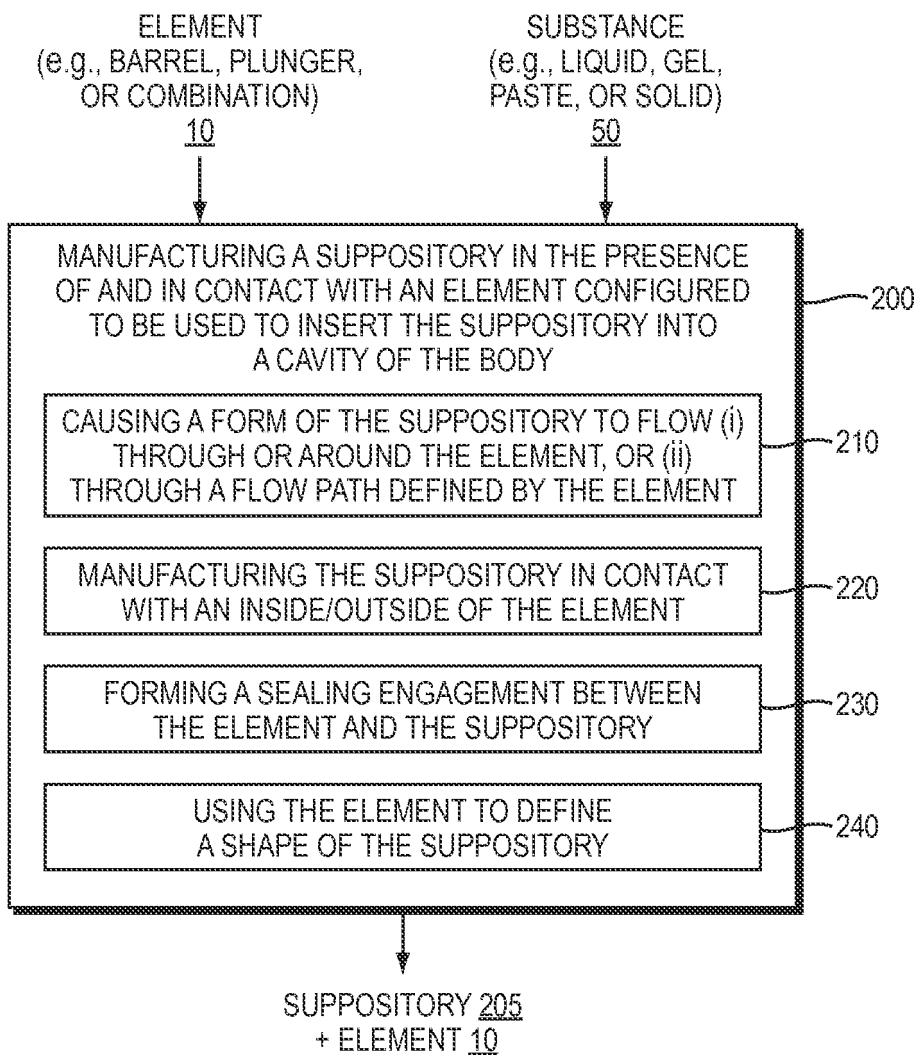 ELEMENT
(e.g., BARREL, PLUNGER,
OR COMBINATION)
10
SUBSTANCE
(e.g., LIQUID, GEL,
PASTE, OR SOLID)
50
MANUFACTURING A SUPPOSITORY IN THE PRESENCE
OF AND IN CONTACT WITH AN ELEMENT CONFIGURED
TO BE USED TO INSERT THE SUPPOSITORY INTO
A CAVITY OF THE BODY
200
CAUSING A FORM OF THE SUPPOSITORY TO FLOW (i)
THROUGH OR AROUND THE ELEMENT, OR (ii)
THROUGH A FLOW PATH DEFINED BY THE ELEMENT
210
MANUFACTURING THE SUPPOSITORY IN CONTACT
WITH AN INSIDE/OUTSIDE OF THE ELEMENT
220
FORMING A SEALING ENGAGEMENT BETWEEN
THE ELEMENT AND THE SUPPOSITORY
230
USING THE ELEMENT TO DEFINE
A SHAPE OF THE SUPPOSITORY
240
SUPPOSITORY 205
+ ELEMENT 10